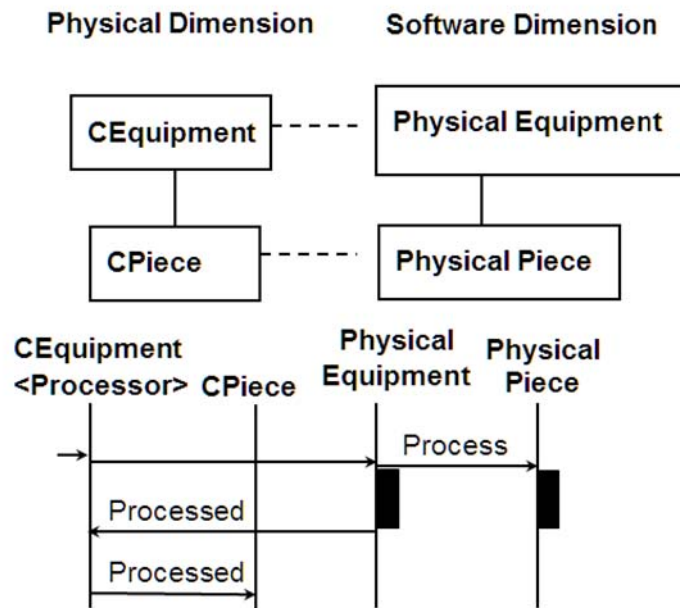 Physical Dimension
Software Dimension
CEquipment
Physical Equipment
CPiece
Physical Piece
CEquipment
<Processor>
CPiece
Physical
Equipment
Physical
Piece
Process
Processed
Processed